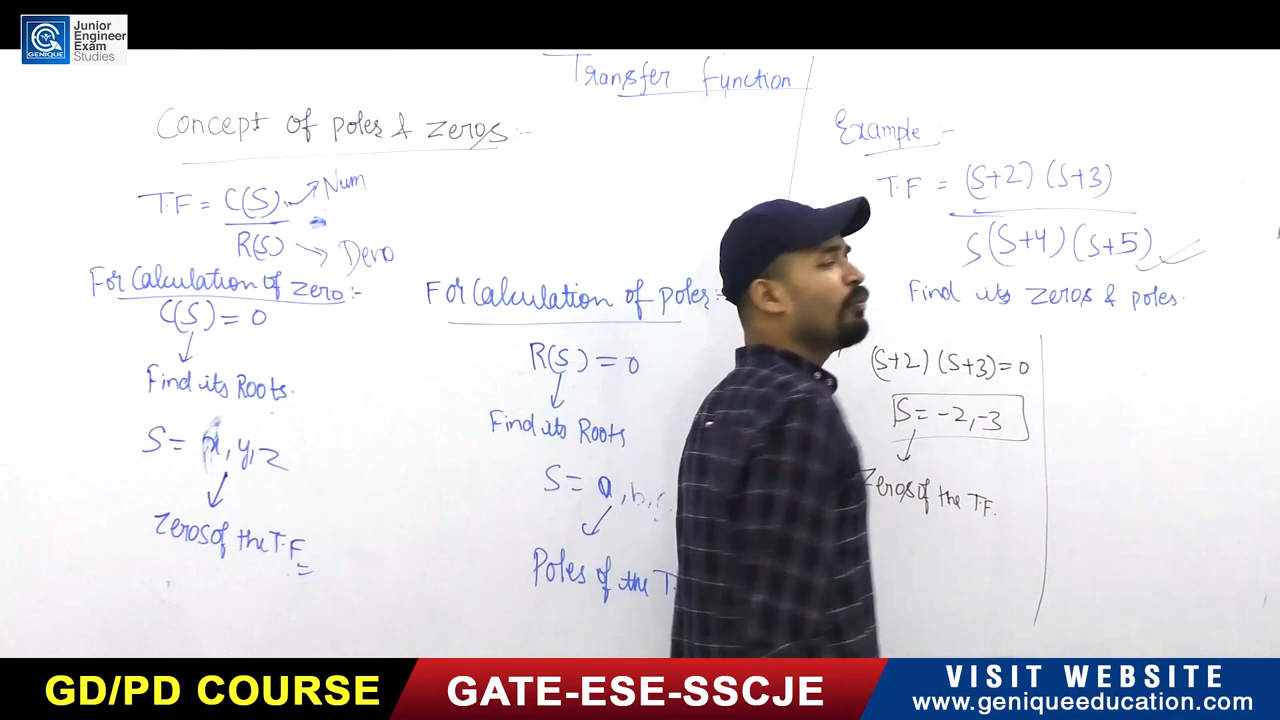 GENIQUE
Junior
Engineer
Exam
Studies
Transfer function
Concept of poles & zeros :-
T.F = C(S) → Num
R(S) → Deno
For Calculation of zero :-
C(S) = 0
Find its Roots.
S = x, y, z
Zeros of the T.F
For Calculation of poles :-
R(S) = 0
Find its Roots
S = a, b, c
Poles of the T.
Example :-
T.F = (S+2) (S+3)
S(S+4) (S+5)
Find its zeros & poles.
(S+2) (S+3) = 0
S = -2, -3
Zeros of the T.F.
GD/PD COURSE
GATE-ESE-SSCJE
VISIT WEBSITE
www.geniqueeducation.com